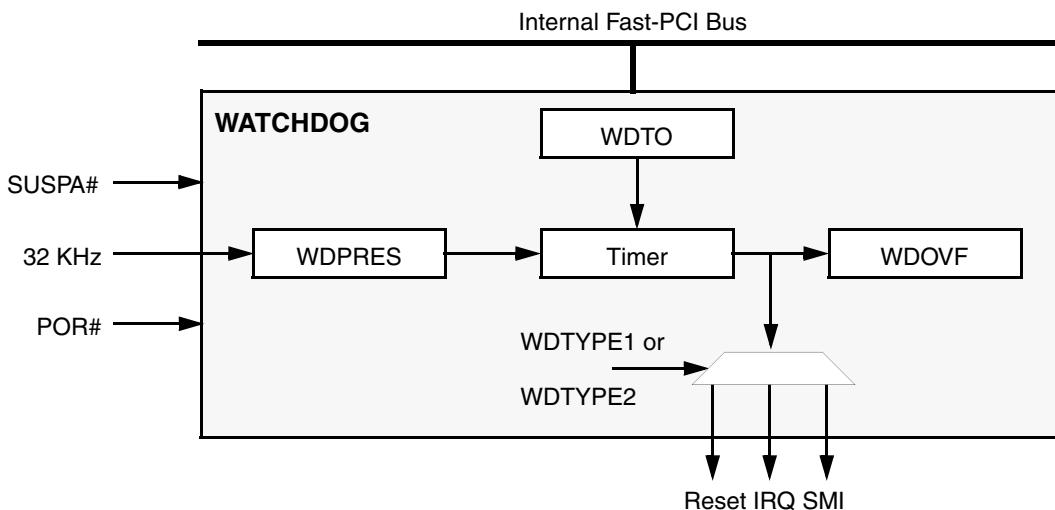 Internal Fast-PCI Bus
WATCHDOG
WDTO
SUSPA#
32 KHz
WDPRES
Timer
WDOVF
POR#
WDTYPE1 or
WDTYPE2
Reset IRQ SMI